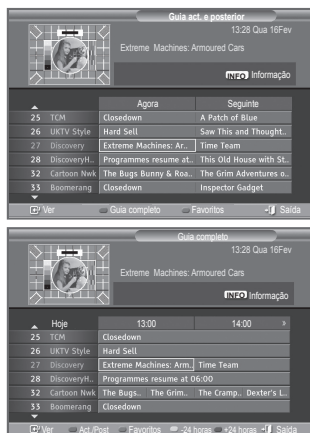 Guia act. e posterior
13:28 Qua 16Fev
Extreme Machines: Armoured Cars
INFO Informação
Agora Seguinte
25 TCM Closedown A Patch of Blue
26 UKTV Style Hard Sell Saw This and Thought..
27 Discovery Extreme Machines: Ar.. Time Team
28 DiscoveryH.. Programmes resume at.. This Old House with St..
32 Cartoon Nwk The Bugs Bunny & Roa.. The Grim Adventures o..
33 Boomerang Closedown Inspector Gadget
Ver Guia completo Favoritos Saída
Guia completo
13:28 Qua 16Fev
Extreme Machines: Armoured Cars
INFO Informação
Hoje 13:00 14:00 »
25 TCM Closedown
26 UKTV Style Hard Sell
27 Discovery Extreme Machines: Arm.. Time Team
28 DiscoveryH.. Programmes resume at 06:00
32 Cartoon Nwk The Bugs.. The Grim.. The Cramp.. Dexter's L..
33 Boomerang Closedown
Ver Act./Post Favoritos -24 horas +24 horas Saída